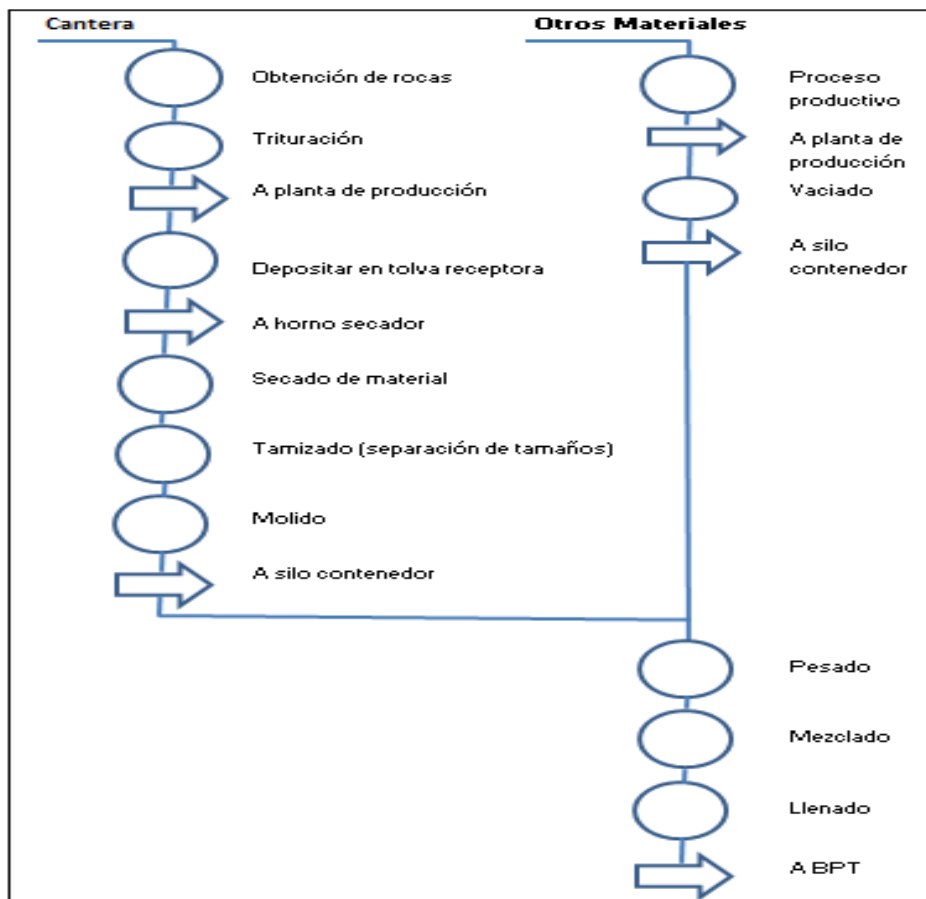 Cantera
Obtención de rocas
Trituración
A planta de producción
Depositar en tolva receptora
A horno secador
Secado de material
Tamizado (separación de tamaños)
Molido
A silo contenedor
Otros Materiales
Proceso
productivo
A planta de
producción
Vaciado
A silo
contenedor
Pesado
Mezclado
Llenado
A BPT